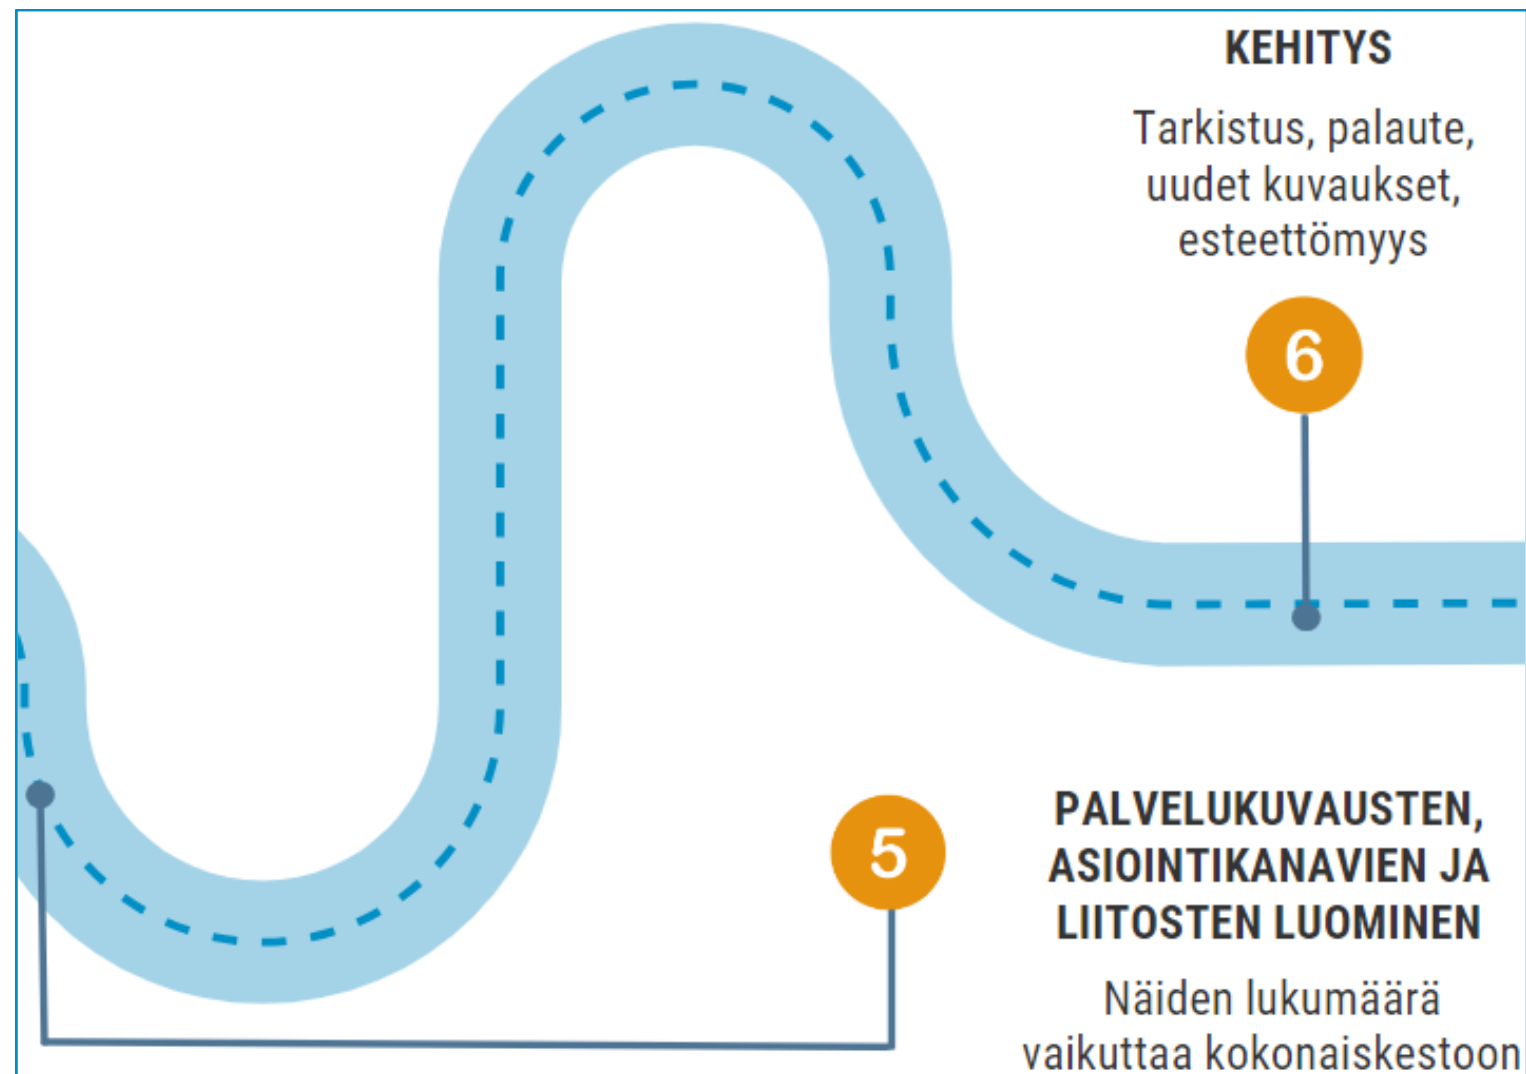 KEHITYS
Tarkistus, palaute,
uudet kuvaukset,
esteettömyys
6
5
PALVELUKUVAUSTEN,
ASIOINTIKANAVIEN JA
LIITOSTEN LUOMINEN
Näiden lukumäärä
vaikuttaa kokonaiskestoon